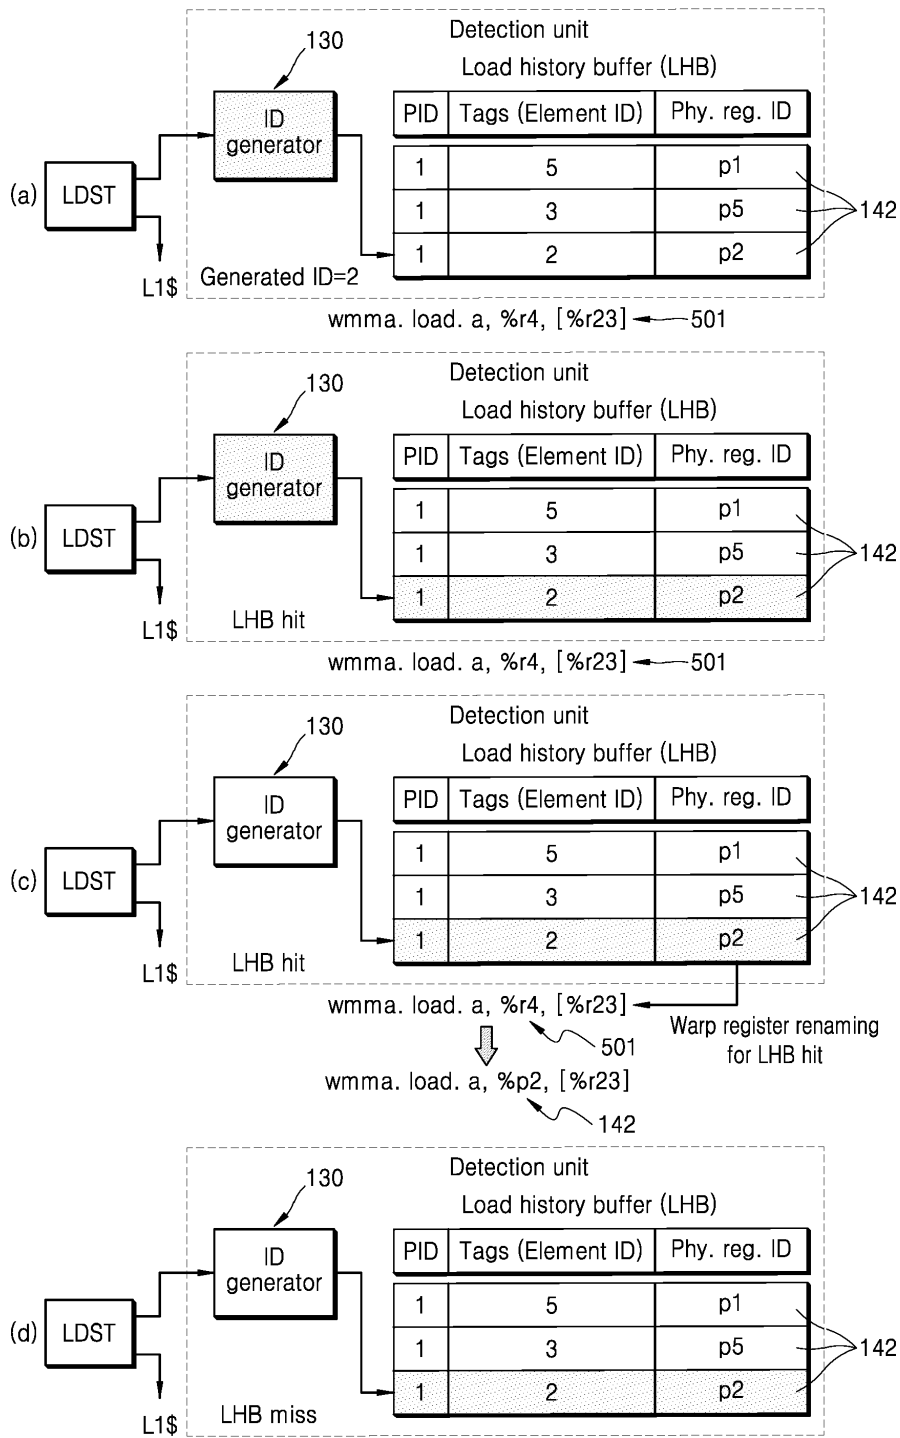 Detection unit
130
Load history buffer (LHB)
ID generator
PID Tags (Element ID) Phy. reg. ID
1 5 p1
(a) LDST
1 3 p5
142
1 2 p2
L1$ Generated ID=2
wmma. load. a, %r4, [%r23] 501
Detection unit
130
Load history buffer (LHB)
ID generator
PID Tags (Element ID) Phy. reg. ID
1 5 p1
(b) LDST
1 3 p5
142
1 2 p2
L1$ LHB hit
wmma. load. a, %r4, [%r23] 501
Detection unit
130
Load history buffer (LHB)
ID generator
PID Tags (Element ID) Phy. reg. ID
1 5 p1
(c) LDST
1 3 p5
142
1 2 p2
L1$ LHB hit
wmma. load. a, %r4, [%r23]
Warp register renaming
for LHB hit
501
wmma. load. a, %p2, [%r23]
142
Detection unit
130
Load history buffer (LHB)
ID generator
PID Tags (Element ID) Phy. reg. ID
1 5 p1
(d) LDST
1 3 p5
142
1 2 p2
L1$ LHB miss